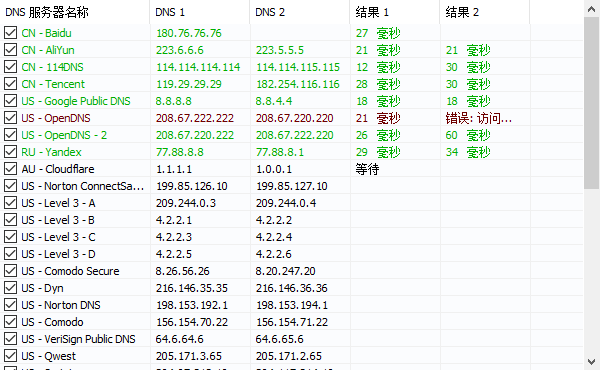 DNS 服务器名称 DNS 1 DNS 2 结果 1 结果 2
CN - Baidu 180.76.76.76 27 毫秒
CN - AliYun 223.6.6.6 223.5.5.5 21 毫秒 21 毫秒
CN - 114DNS 114.114.114.114 114.114.115.115 12 毫秒 30 毫秒
CN - Tencent 119.29.29.29 182.254.116.116 28 毫秒 30 毫秒
US - Google Public DNS 8.8.8.8 8.8.4.4 18 毫秒 18 毫秒
US - OpenDNS 208.67.222.222 208.67.220.220 21 毫秒 错误: 访问...
US - OpenDNS - 2 208.67.220.222 208.67.222.220 26 毫秒 60 毫秒
RU - Yandex 77.88.8.8 77.88.8.1 29 毫秒 34 毫秒
AU - Cloudflare 1.1.1.1 1.0.0.1 等待
US - Norton ConnectSa... 199.85.126.10 199.85.127.10
US - Level 3 - A 209.244.0.3 209.244.0.4
US - Level 3 - B 4.2.2.1 4.2.2.2
US - Level 3 - C 4.2.2.3 4.2.2.4
US - Level 3 - D 4.2.2.5 4.2.2.6
US - Comodo Secure 8.26.56.26 8.20.247.20
US - Dyn 216.146.35.35 216.146.36.36
US - Norton DNS 198.153.192.1 198.153.194.1
US - Comodo 156.154.70.22 156.154.71.22
US - VeriSign Public DNS 64.6.64.6 64.6.65.6
US - Qwest 205.171.3.65 205.171.2.65